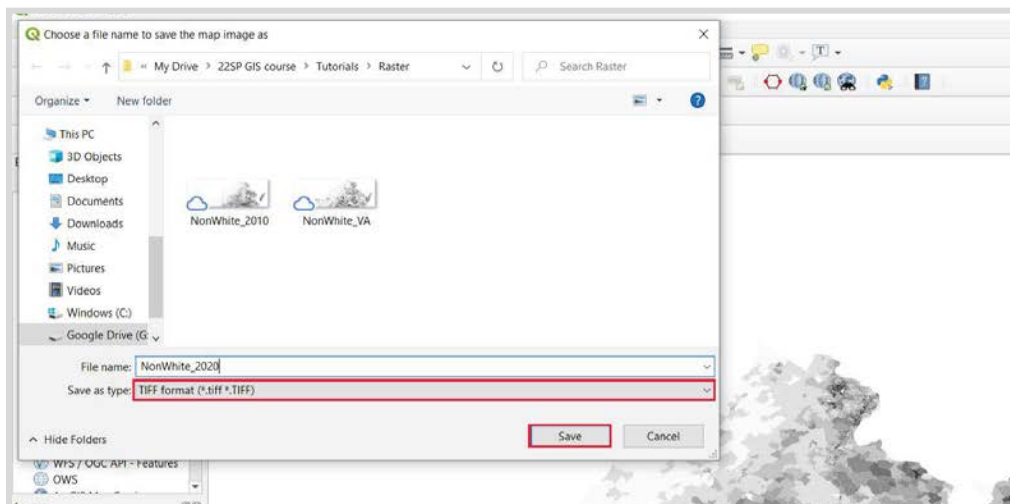 Choose a file name to save the map image as
« My Drive > 22SP GIS course > Tutorials > Raster
Search Raster
Organize
New folder
This PC
3D Objects
Desktop
Documents
Downloads
Music
Pictures
Videos
Windows (C:)
Google Drive (G:
NonWhite_2010
NonWhite_VA
File name: NonWhite_2020
Save as type: TIFF format (*.tiff *.TIFF)
Hide Folders
Save
Cancel
WFS / OGC API - Features
OWS